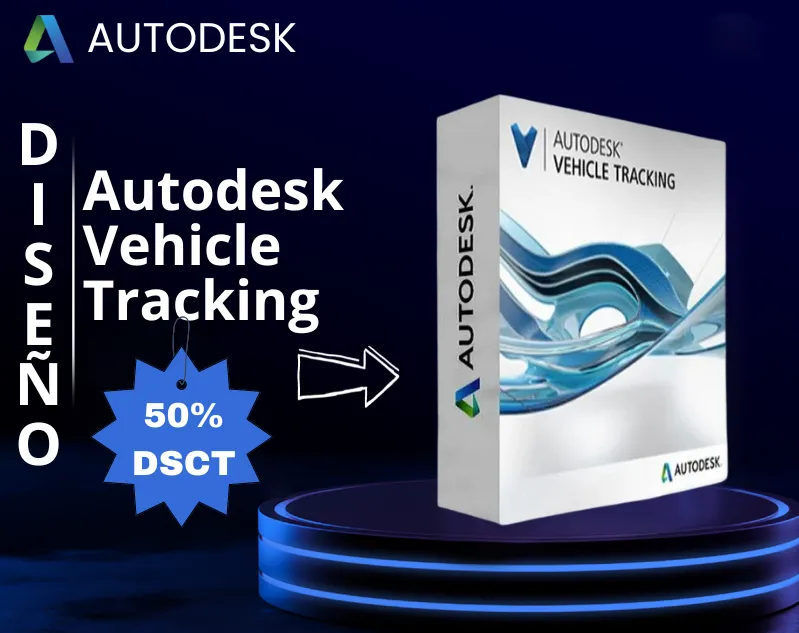 AUTODESK
DISEÑO
Autodesk
Vehicle
Tracking
50%
DSCT
AUTODESK®
VEHICLE TRACKING
AUTODESK.
AUTODESK.